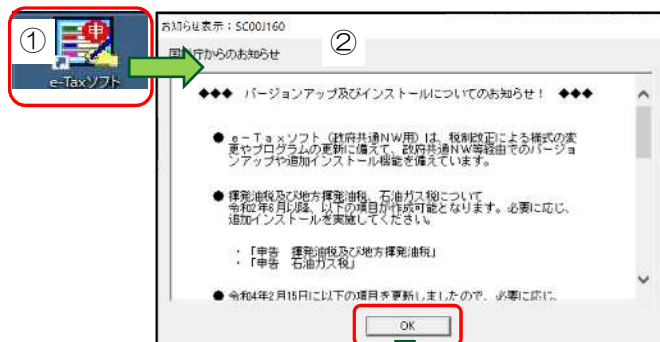 ①
申
e-Taxソフト
お知らせ表示:SC00J160
国税庁からのお知らせ
②
◆◆◆ バージョンアップ及びインストールについてのお知らせ! ◆◆◆
● e-Taxソフト(政府共通NW用)は、税制改正による様式の変
更やプログラムの更新に備えて、政府共通NW等経由でのバージョ
ンアップや追加インストール機能を備えています。
● 揮発油税及び地方揮発油税、石油ガス税について
令和2年6月以降、以下の項目が作成可能となります。必要に応じ、
追加インストールを実施してください。
・「申告 揮発油税及び地方揮発油税」
・「申告 石油ガス税」
● 令和4年2月15日に以下の項目を更新しましたので、必要に応じ、
OK